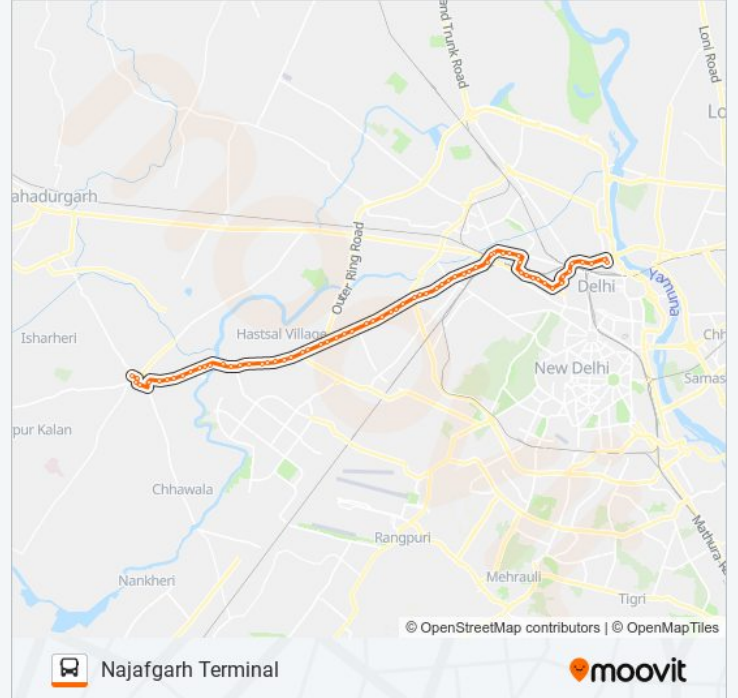 and Trunk Road
Loni Road
Lo
ahadurgarh
Outer Ring Road
Yamuna
Delhi
Isharheri
Hastsal Village
Chh
New Delhi
Samas
pur Kalan
Chhawala
Rangpuri
Mathura R
Nankheri
Mehrauli
Tigri
© OpenStreetMap contributors | © OpenMapTiles
Najafgarh Terminal
moovit